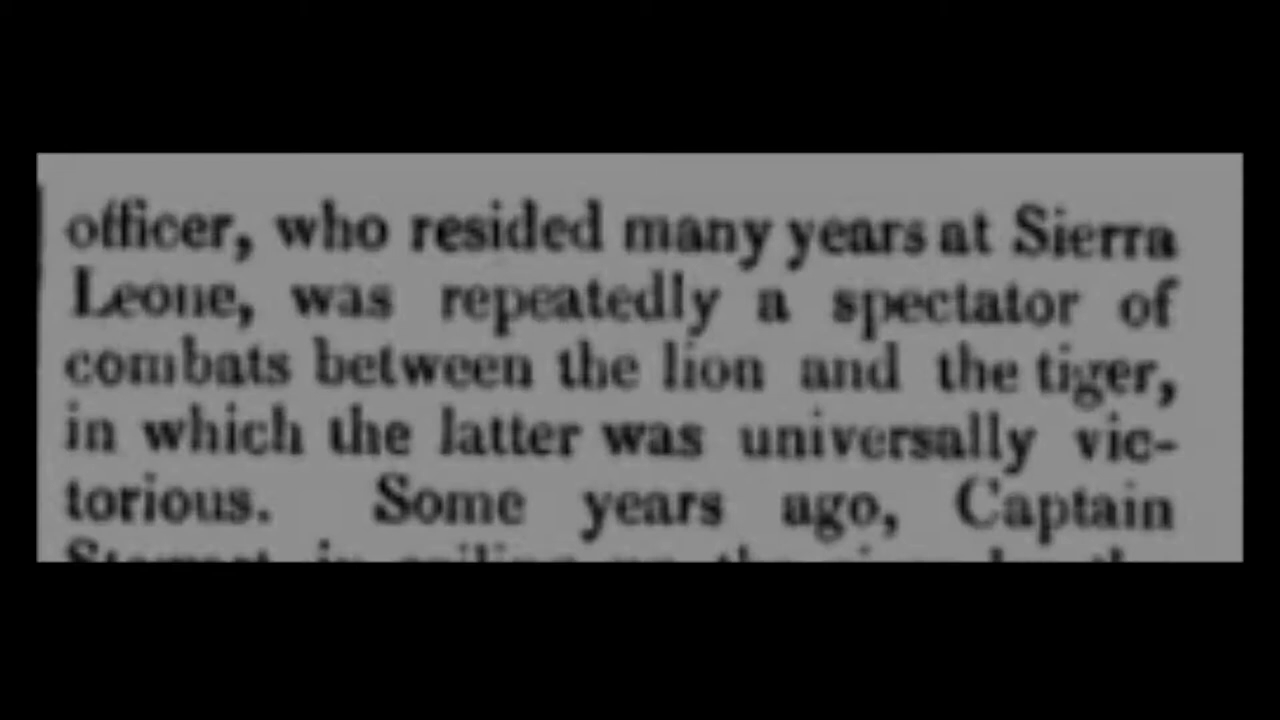 officer, who resided many years at Sierra
Leone, was repeatedly a spectator of
combats between the lion and the tiger,
in which the latter was universally vic-
torious. Some years ago, Captain